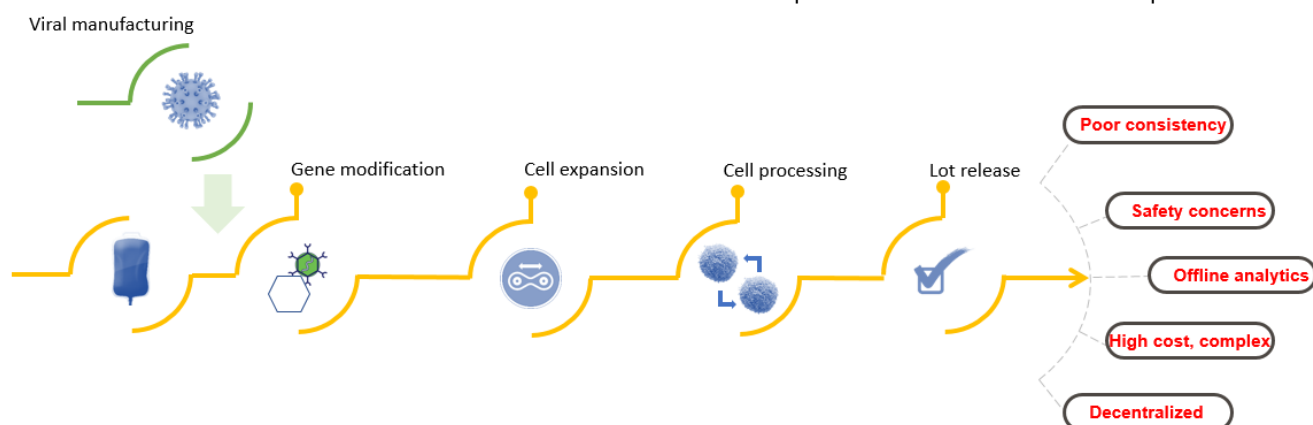 Viral manufacturing
Gene modification
Cell expansion
Cell processing
Lot release
Poor consistency
Safety concerns
Offline analytics
High cost, complex
Decentralized